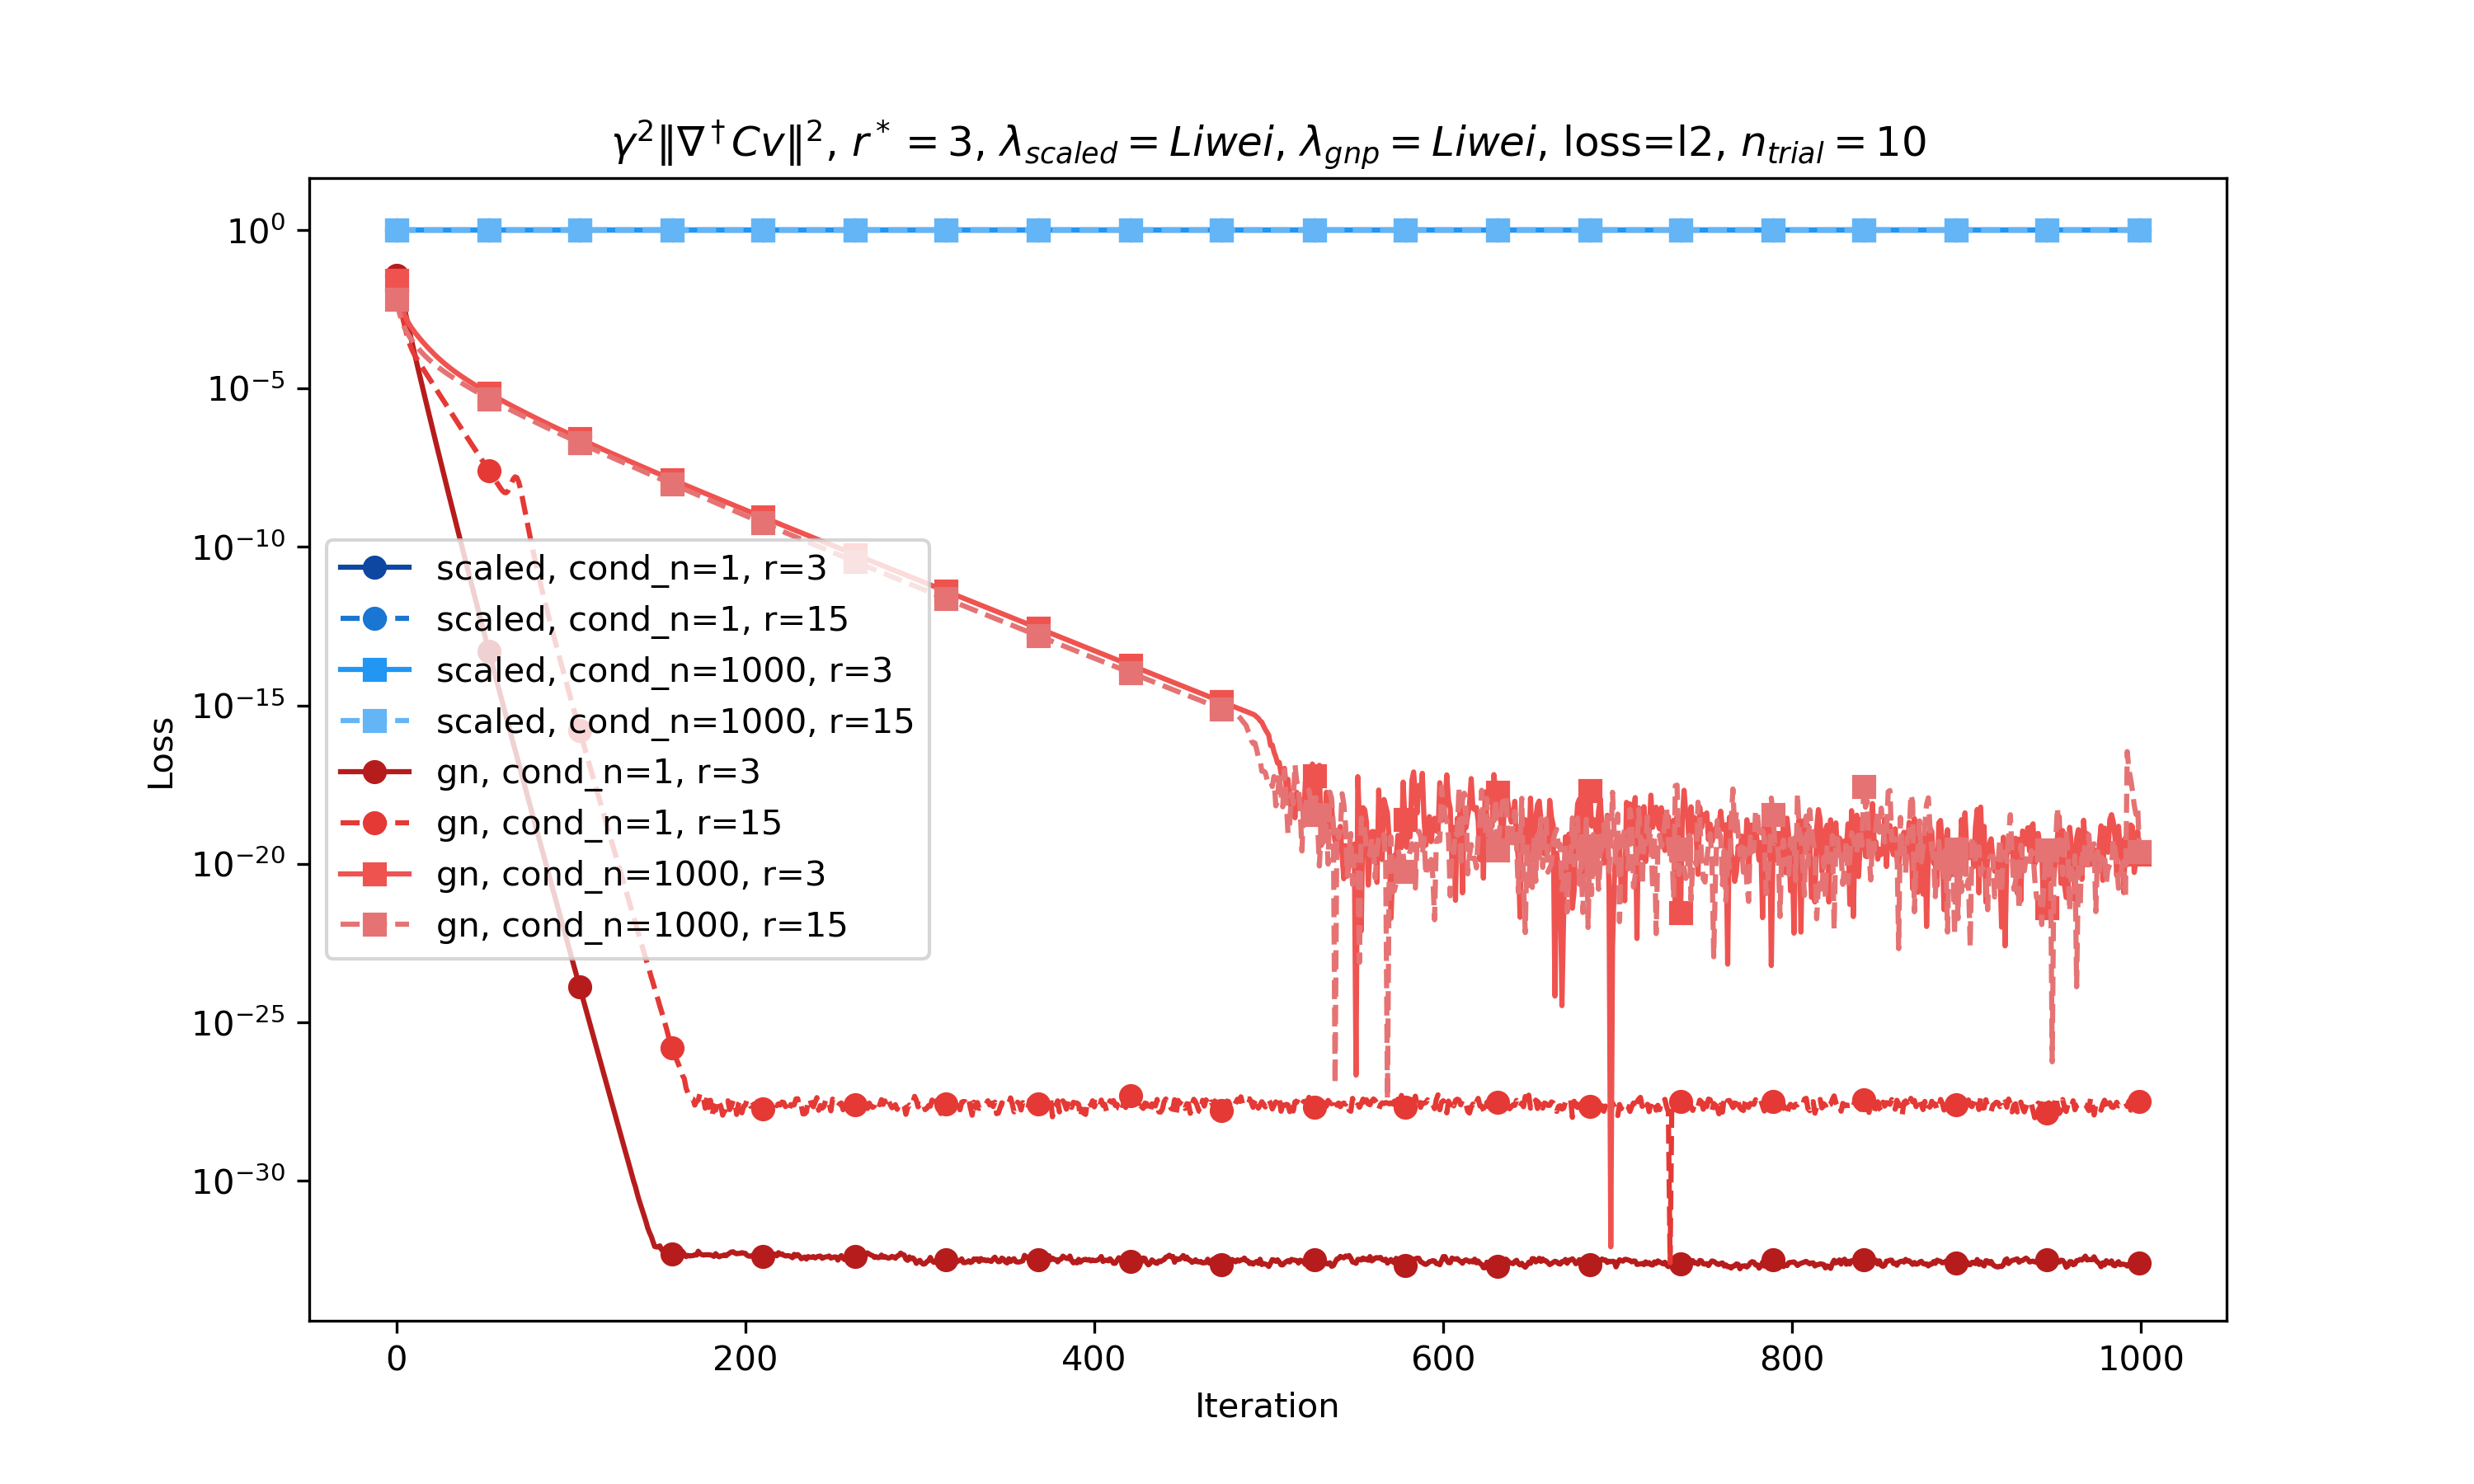 γ²‖∇†Cv‖², r* = 3, λ_scaled = Liwei, λ_gnp = Liwei, loss=l2, n_trial = 10
Loss
10⁰
10⁻⁵
10⁻¹⁰
10⁻¹⁵
10⁻²⁰
10⁻²⁵
10⁻³⁰
scaled, cond_n=1, r=3
scaled, cond_n=1, r=15
scaled, cond_n=1000, r=3
scaled, cond_n=1000, r=15
gn, cond_n=1, r=3
gn, cond_n=1, r=15
gn, cond_n=1000, r=3
gn, cond_n=1000, r=15
0 200 400 600 800 1000
Iteration